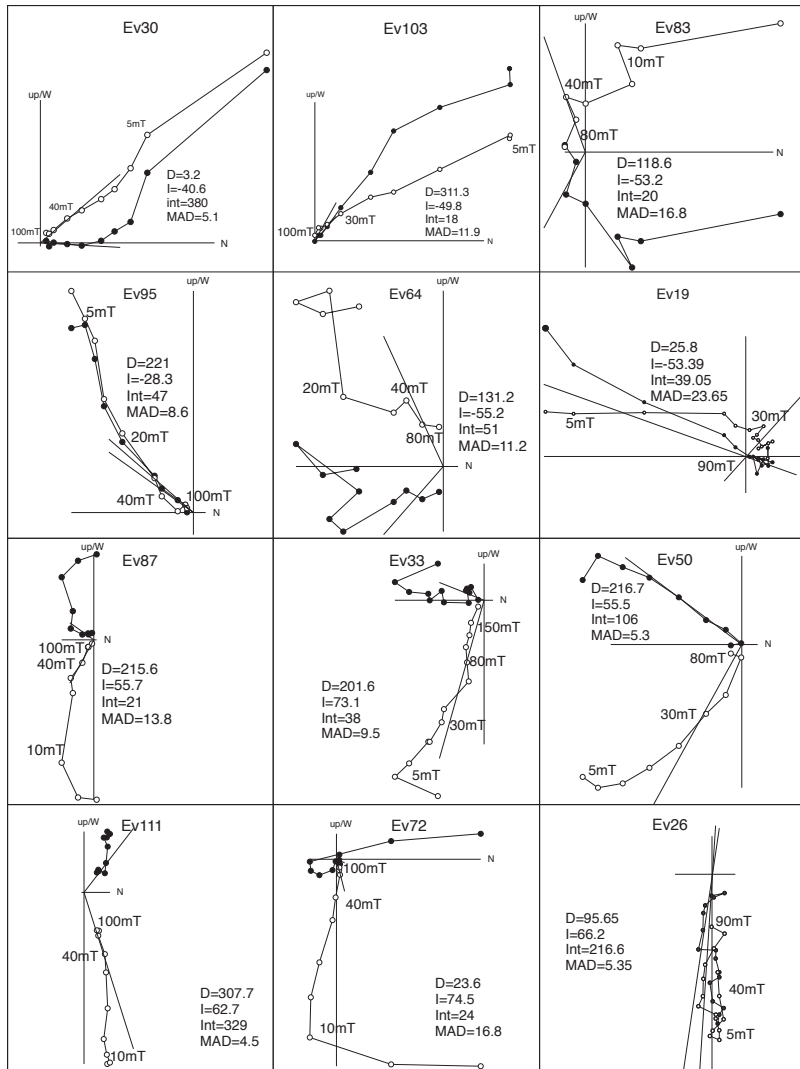 Ev30
up/W
5mT
D=3.2
I=-40.6
int=380
MAD=5.1
40mT
100mT
N
Ev103
up/W
5mT
D=311.3
I=-49.8
Int=18
MAD=11.9
30mT
100mT
N
Ev83
10mT
40mT
80mT
N
D=118.6
I=-53.2
Int=20
MAD=16.8
Ev95
up/W
5mT
D=221
I=-28.3
Int=47
MAD=8.6
20mT
40mT
100mT
N
Ev64
up/W
20mT
40mT
D=131.2
I=-55.2
Int=51
MAD=11.2
80mT
N
Ev19
D=25.8
I=-53.39
Int=39.05
MAD=23.65
5mT
30mT
90mT
Ev87
up/W
100mT
N
40mT
D=215.6
I=55.7
Int=21
MAD=13.8
10mT
Ev33
up/W
N
150mT
80mT
D=201.6
I=73.1
Int=38
MAD=9.5
30mT
5mT
Ev50
up/W
D=216.7
I=55.5
Int=106
MAD=5.3
N
80mT
30mT
5mT
Ev111
up/W
N
100mT
40mT
D=307.7
I=62.7
Int=329
MAD=4.5
10mT
Ev72
up/W
N
100mT
40mT
D=23.6
I=74.5
Int=24
MAD=16.8
10mT
Ev26
90mT
D=95.65
I=66.2
Int=216.6
MAD=5.35
40mT
5mT